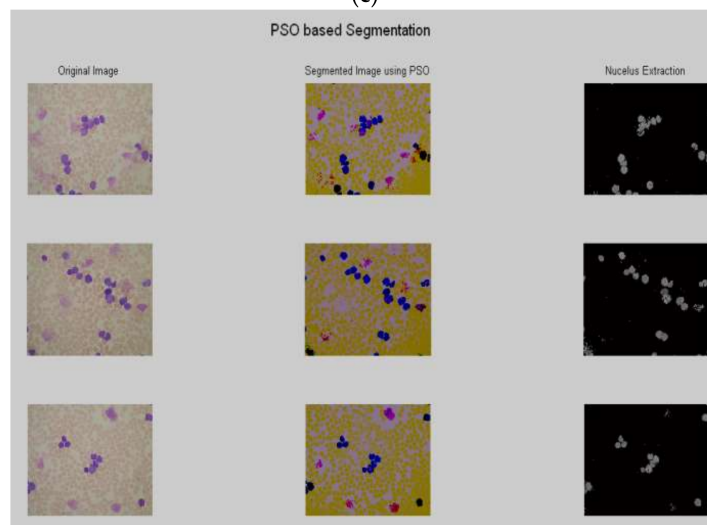 PSO based Segmentation
Original Image Segmented Image using PSO Nucelus Extraction